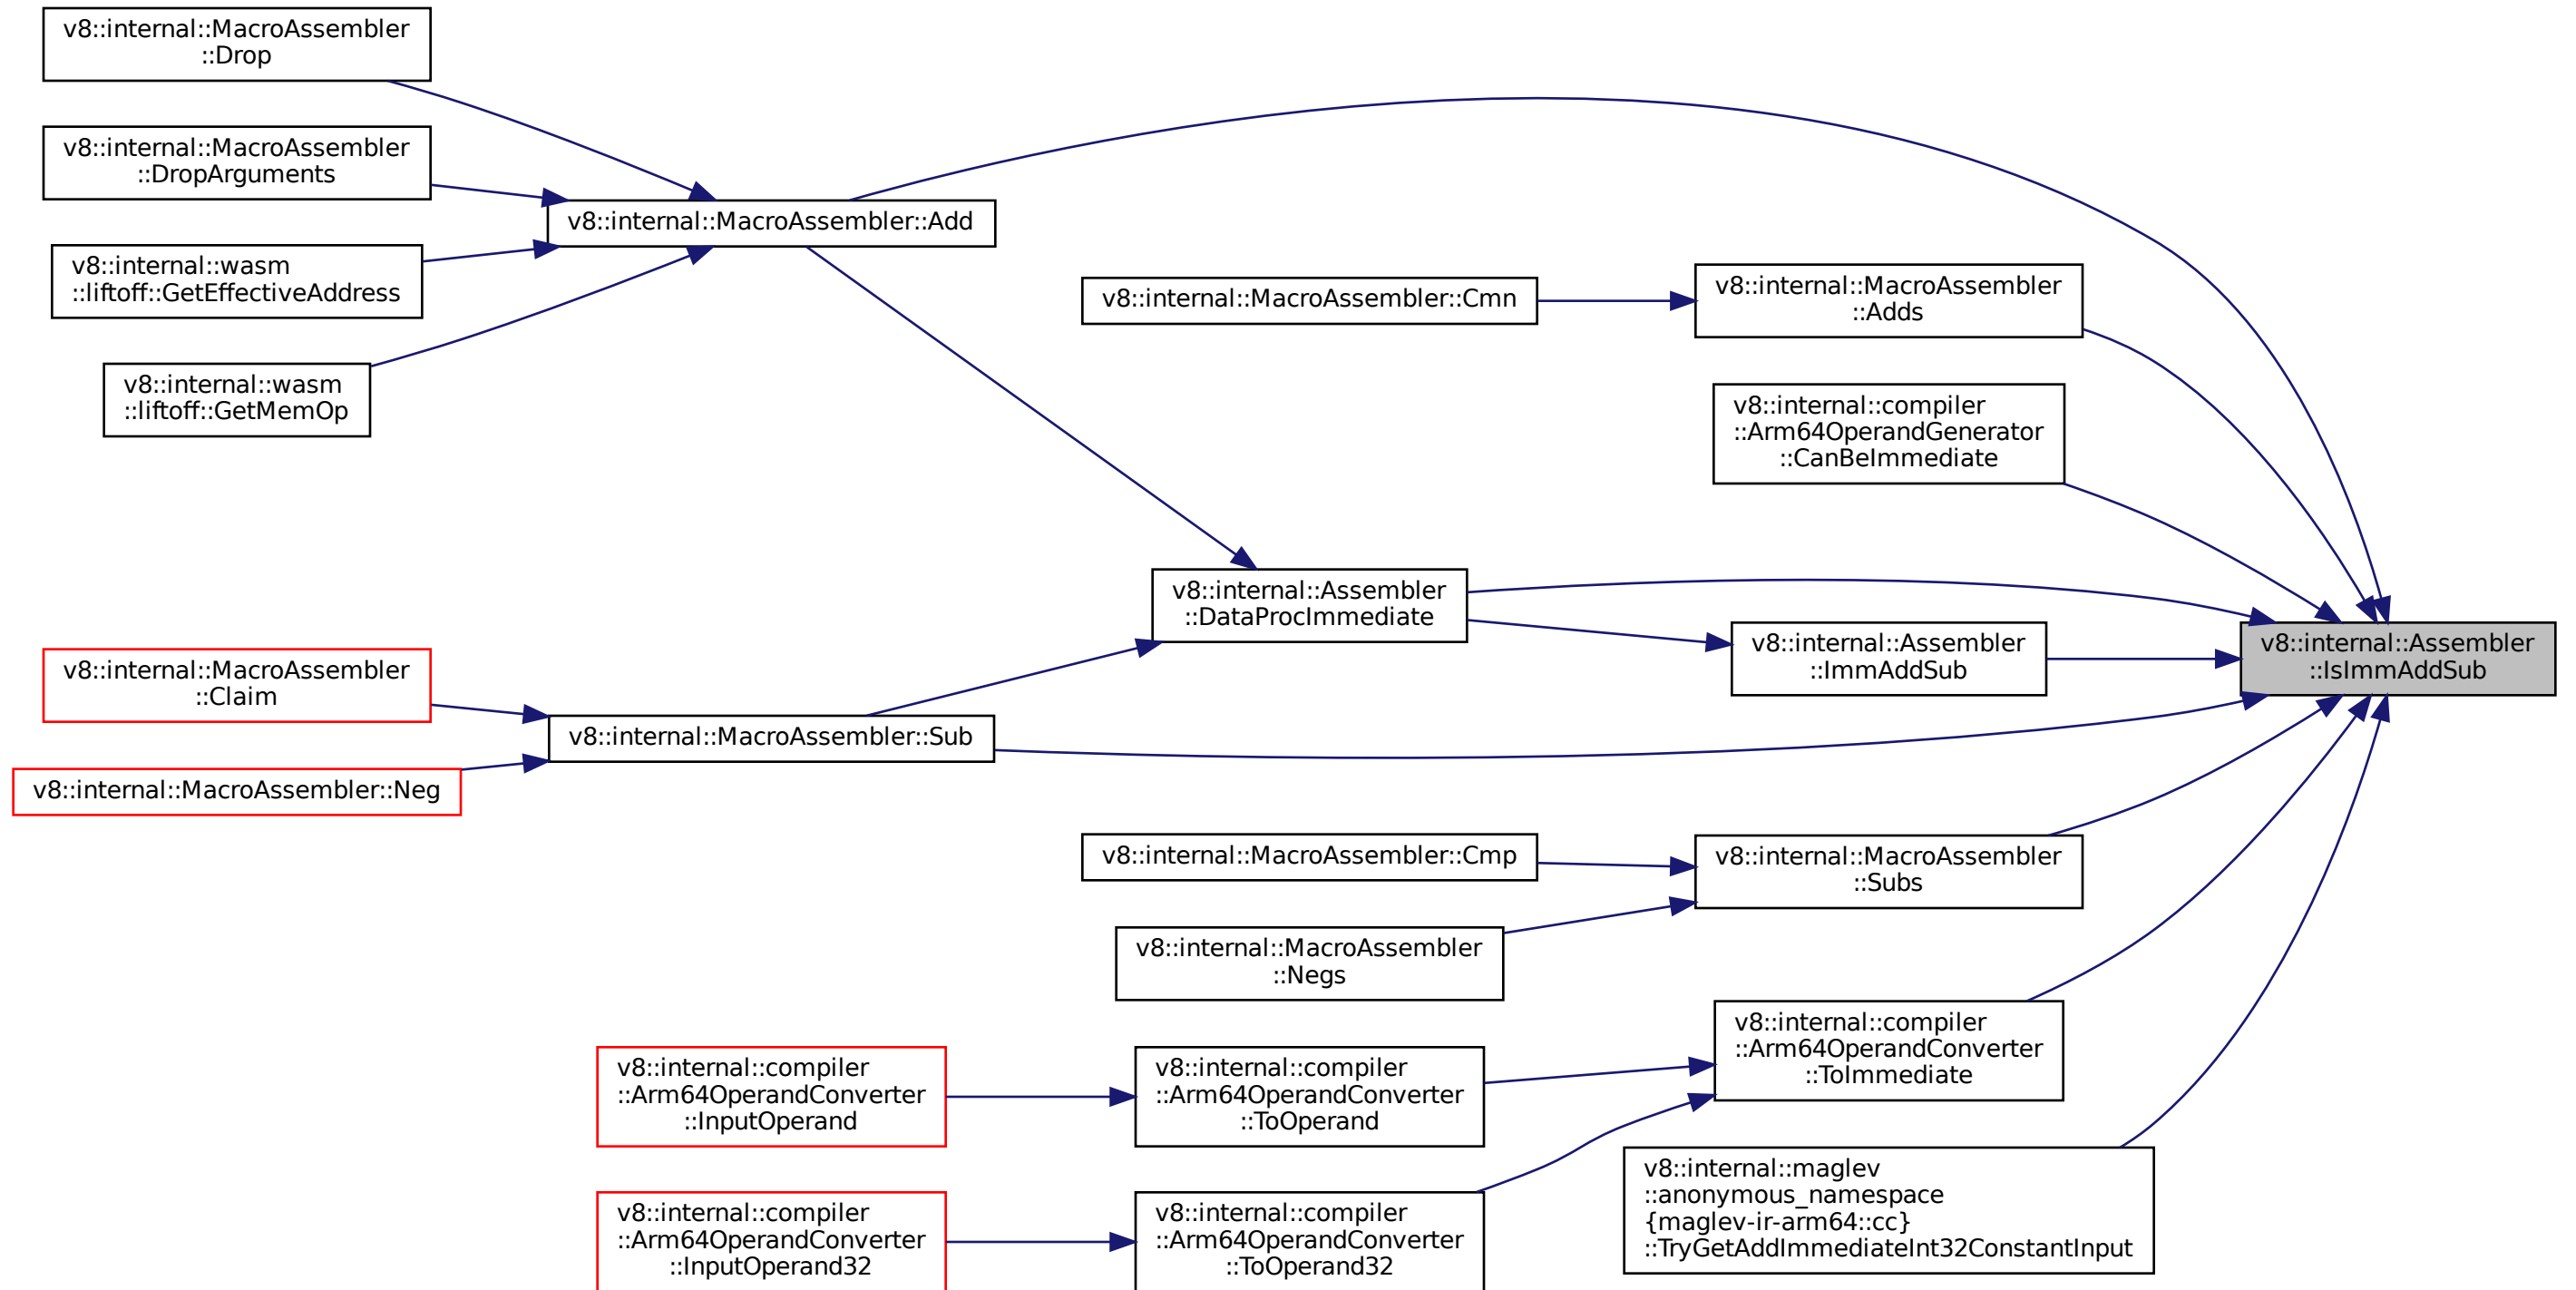 v8::internal::MacroAssembler
::Drop
v8::internal::MacroAssembler
::DropArguments
v8::internal::wasm
::liftoff::GetEffectiveAddress
v8::internal::wasm
::liftoff::GetMemOp
v8::internal::MacroAssembler::Add
v8::internal::MacroAssembler::Cmn
v8::internal::MacroAssembler
::Adds
v8::internal::compiler
::Arm64OperandGenerator
::CanBeImmediate
v8::internal::Assembler
::DataProcImmediate
v8::internal::Assembler
::ImmAddSub
v8::internal::Assembler
::IsImmAddSub
v8::internal::MacroAssembler
::Claim
v8::internal::MacroAssembler::Sub
v8::internal::MacroAssembler::Neg
v8::internal::MacroAssembler::Cmp
v8::internal::MacroAssembler
::Subs
v8::internal::MacroAssembler
::Negs
v8::internal::compiler
::Arm64OperandConverter
::ToImmediate
v8::internal::compiler
::Arm64OperandConverter
::InputOperand
v8::internal::compiler
::Arm64OperandConverter
::ToOperand
v8::internal::maglev
::anonymous_namespace
{maglev-ir-arm64::cc}
::TryGetAddImmediateInt32ConstantInput
v8::internal::compiler
::Arm64OperandConverter
::InputOperand32
v8::internal::compiler
::Arm64OperandConverter
::ToOperand32